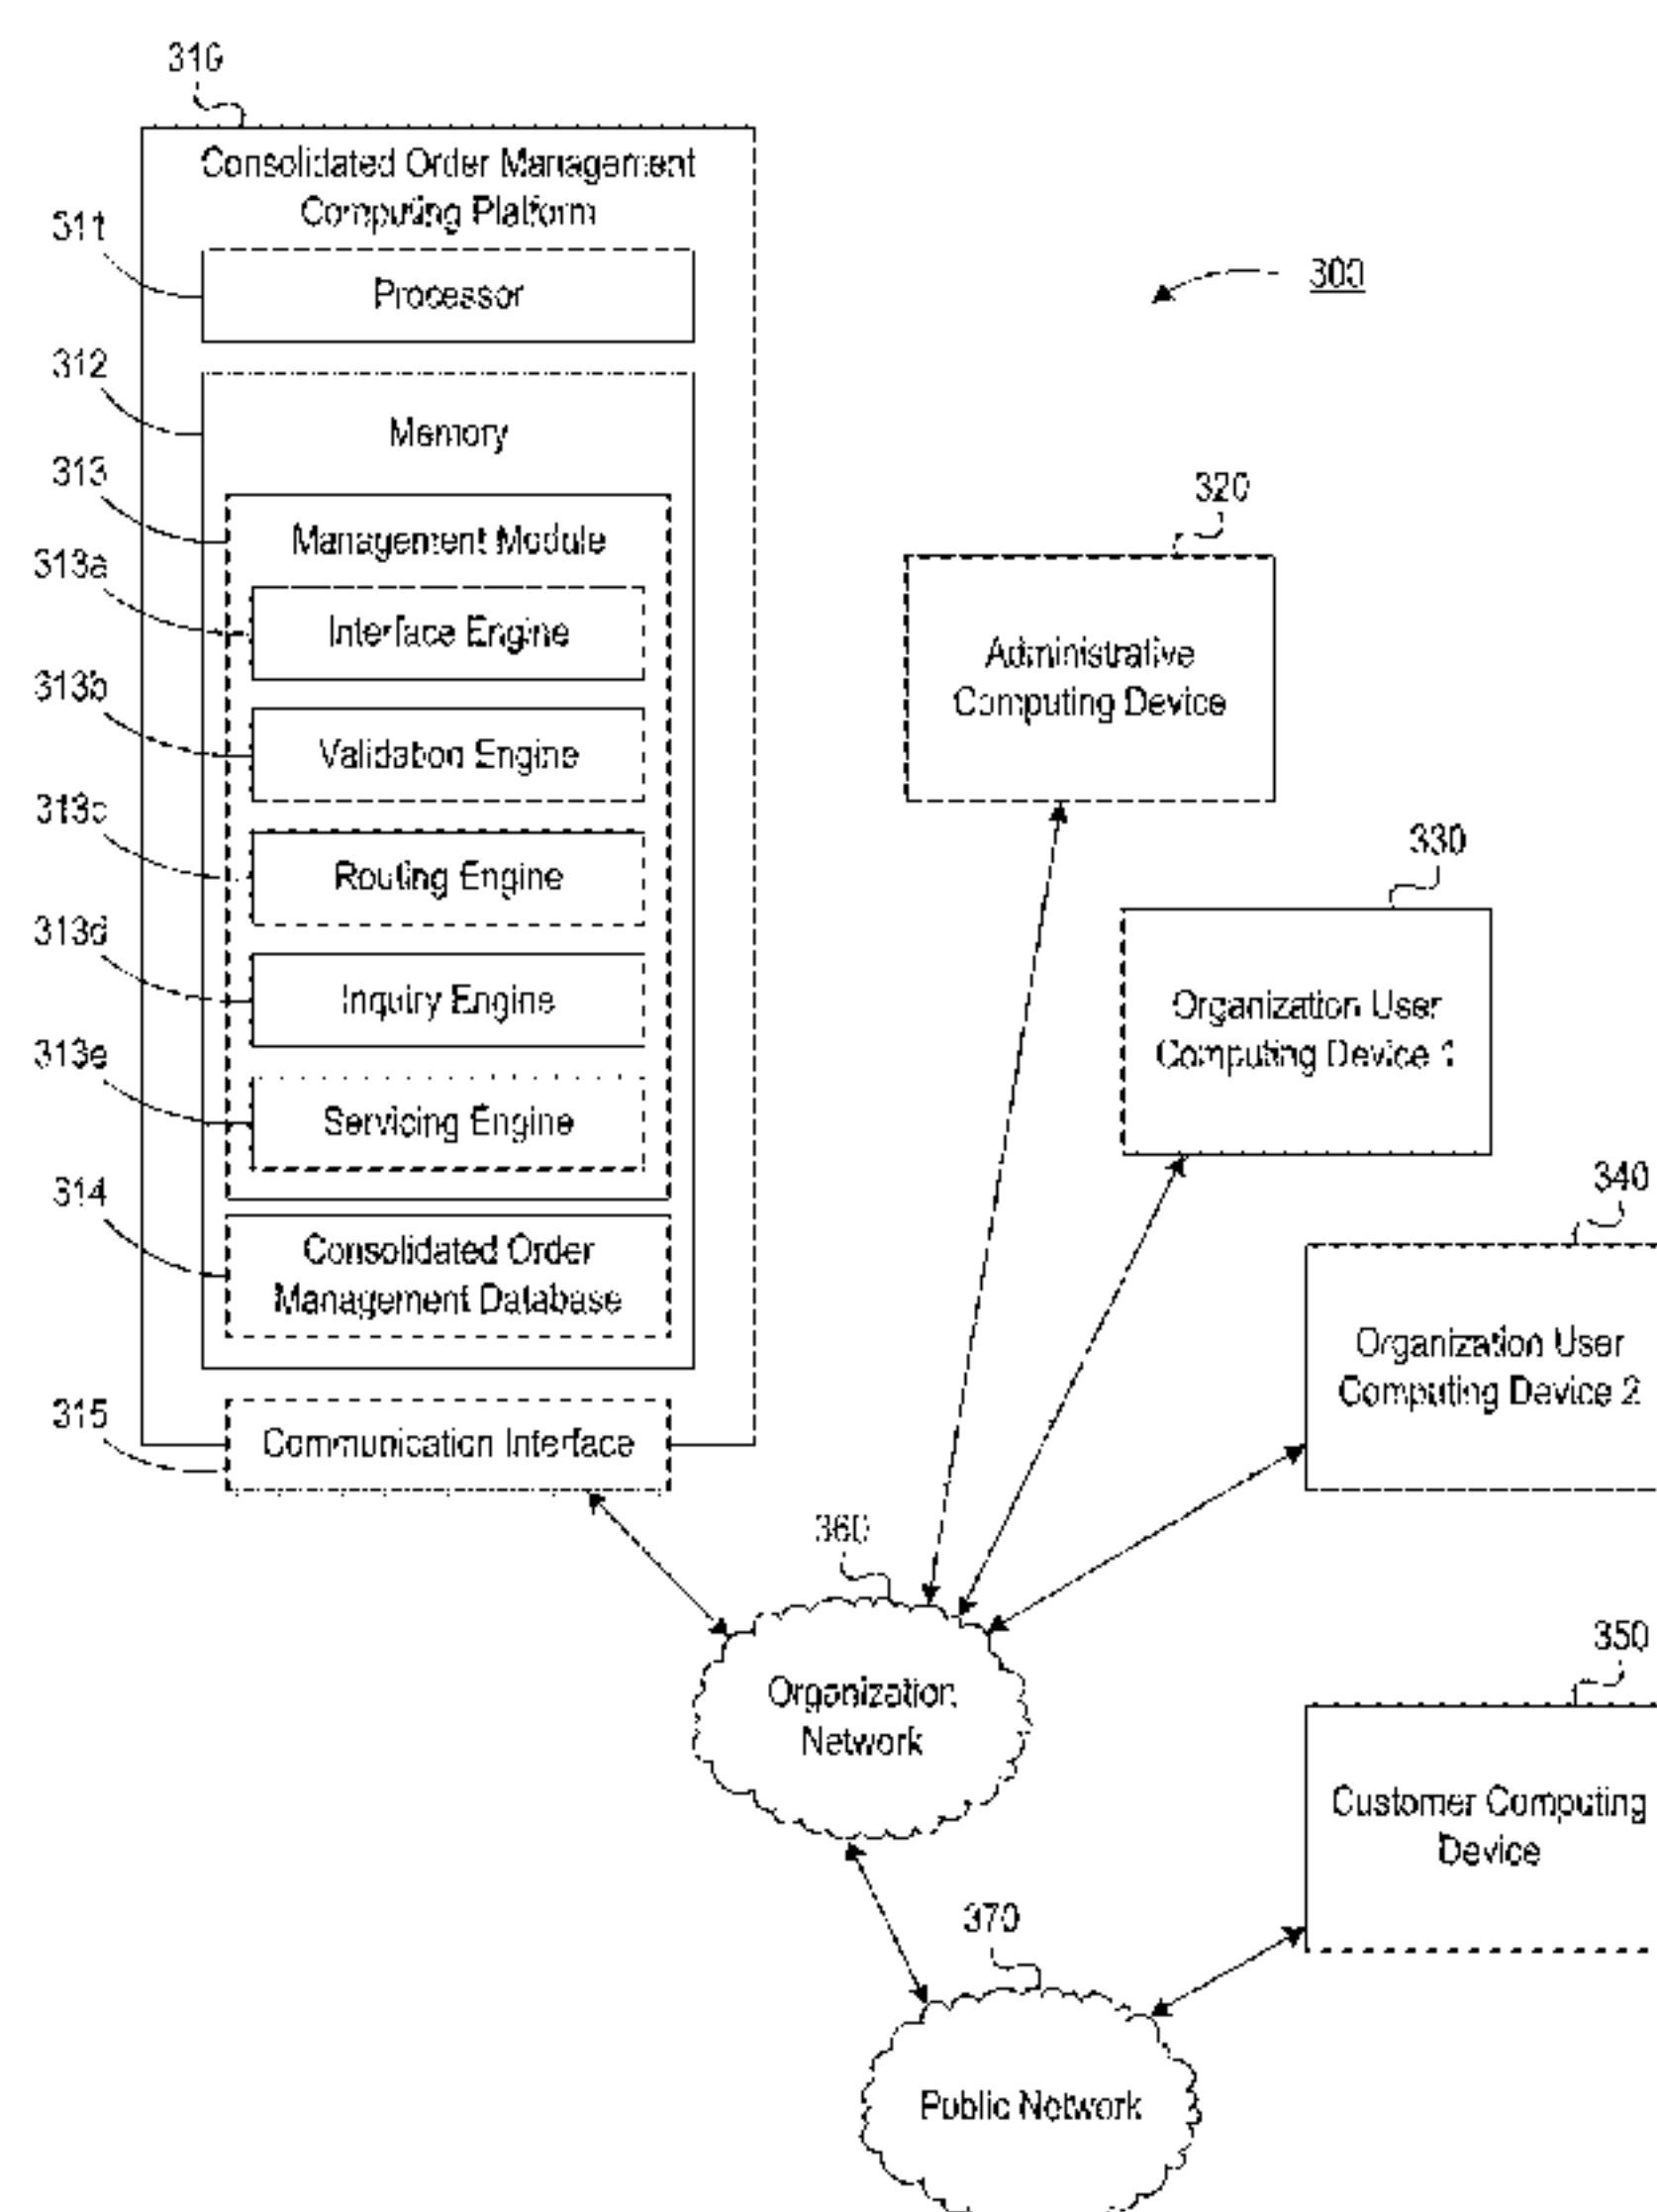 310
Consolidated Order Management
Computing Platform
311
Processor
300
312
Memory
313
Management Module
320
313a
Interface Engine
Administrative
Computing Device
313b
Validation Engine
313c
Routing Engine
330
313d
Inquiry Engine
Organization User
Computing Device 1
313e
Servicing Engine
314
Consolidated Order
Management Database
340
Organization User
Computing Device 2
315
Communication Interface
360
Organization
Network
350
Customer Computing
Device
370
Public Network